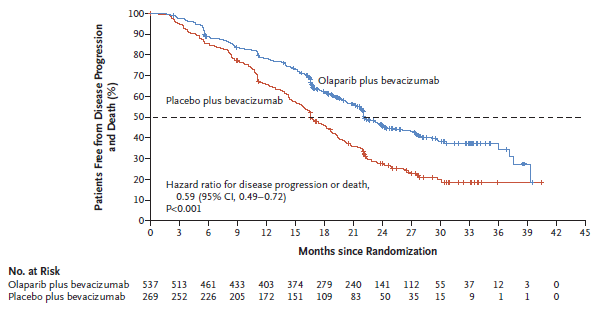 Patients Free from Disease Progression
and Death (%)
100
90
80
70
60
50
40
30
20
10
0
Olaparib plus bevacizumab
Placebo plus bevacizumab
Hazard ratio for disease progression or death,
0.59 (95% CI, 0.49–0.72)
P<0.001
0 3 6 9 12 15 18 21 24 27 30 33 36 39 42 45
Months since Randomization
No. at Risk
Olaparib plus bevacizumab 537 513 461 433 403 374 279 240 141 112 55 37 12 3 0
Placebo plus bevacizumab 269 252 226 205 172 151 109 83 50 35 15 9 1 1 0